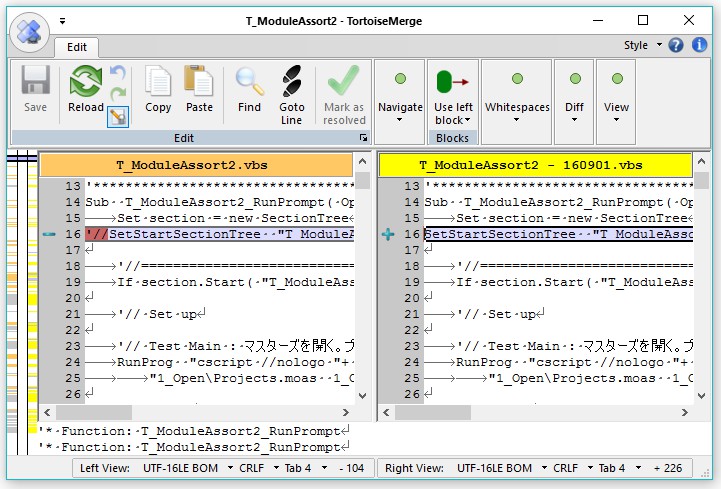 T_ModuleAssort2 - TortoiseMerge
Edit
Style
Save
Reload
Copy
Paste
Find
Goto Line
Mark as resolved
Edit
Navigate
Use left block
Blocks
Whitespaces
Diff
View
T_ModuleAssort2.vbs
13 '***********************************
14 Sub T_ModuleAssort2_RunPrompt( Op
15 Set section = new SectionTree
16 '//SetStartSectionTree "T_ModuleA
17
18 '//===========================
19 If section.Start( "T_ModuleAss
20
21 '// Set up
22
23 '// Test Main : マスターズを開く。プ
24 RunProg "cscript //nologo "+
25 "1_Open\Projects.moas 1_O
26
T_ModuleAssort2 - 160901.vbs
13 '***********************************
14 Sub T_ModuleAssort2_RunPrompt( Op
15 Set section = new SectionTree
16 SetStartSectionTree "T_ModuleAsso
17
18 '//===========================
19 If section.Start( "T_ModuleAss
20
21 '// Set up
22
23 '// Test Main : マスターズを開く。プ
24 RunProg "cscript //nologo "+
25 "1_Open\Projects.moas 1_O
26
'* Function: T_ModuleAssort2_RunPrompt
'* Function: T_ModuleAssort2_RunPrompt
Left View: UTF-16LE BOM CRLF Tab 4 - 104
Right View: UTF-16LE BOM CRLF Tab 4 + 226